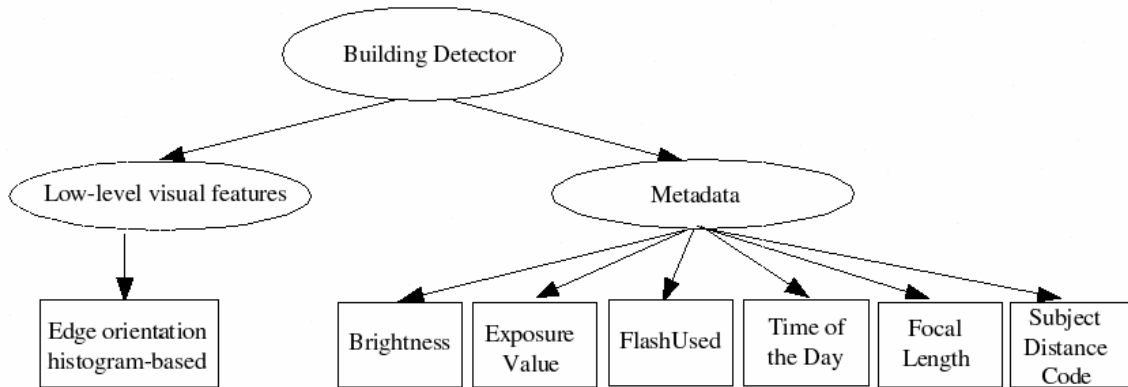 Building Detector
Low-level visual features
Metadada
Edge orientation
histogram-based
Brightness
Exposure
Value
FlashUsed
Time of
the Day
Focal
Length
Subject
Distance
Code